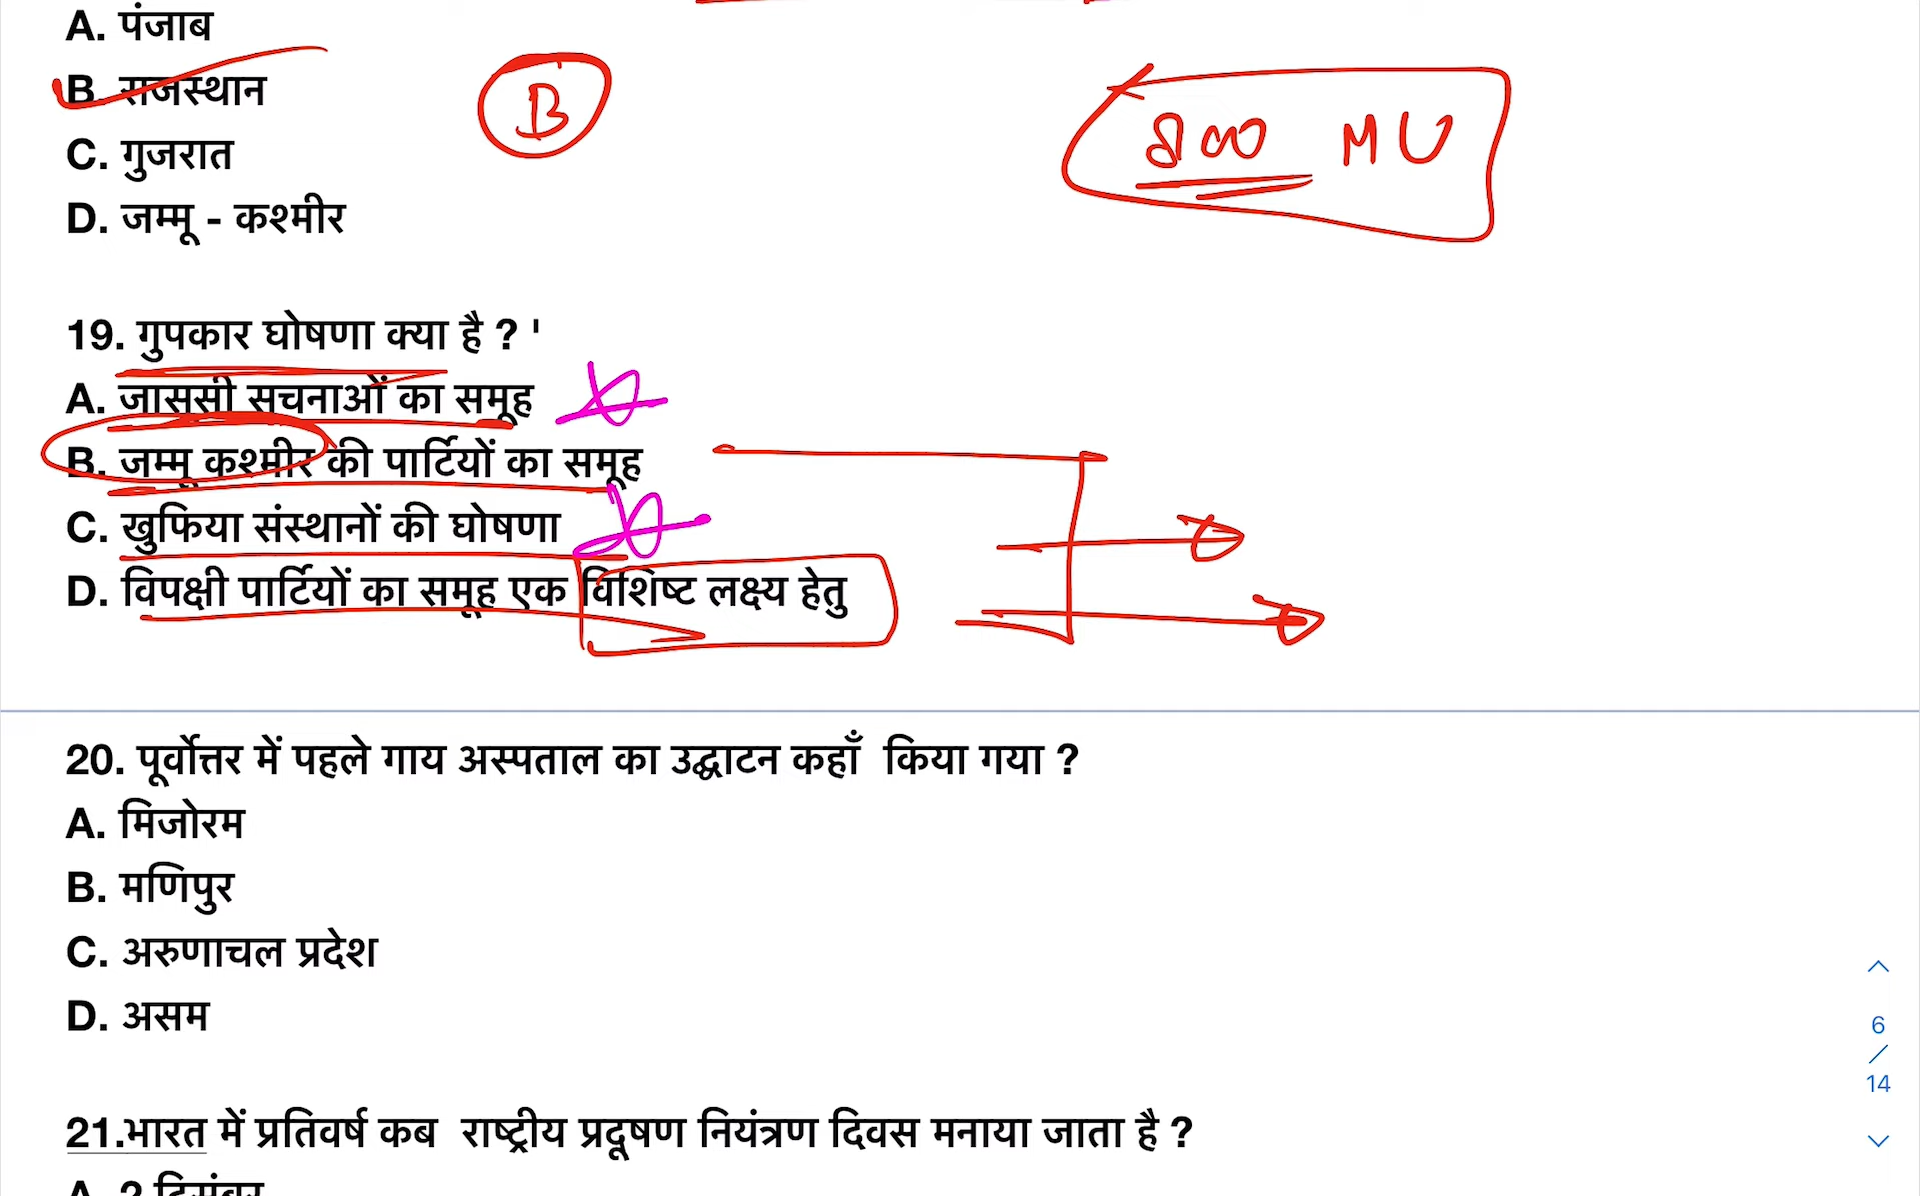 A. पंजाब
B. राजस्थान
B
800 MU
C. गुजरात
D. जम्मू - कश्मीर
19. गुपकार घोषणा क्या है ? '
A. जासूसी सूचनाओं का समूह
B. जम्मू कश्मीर की पार्टियों का समूह
C. खुफिया संस्थानों की घोषणा
D. विपक्षी पार्टियों का समूह एक विशिष्ट लक्ष्य हेतु
20. पूर्वोत्तर में पहले गाय अस्पताल का उद्घाटन कहाँ किया गया ?
A. मिजोरम
B. मणिपुर
C. अरुणाचल प्रदेश
D. असम
6
/
14
21.भारत में प्रतिवर्ष कब राष्ट्रीय प्रदूषण नियंत्रण दिवस मनाया जाता है ?
A. 2 दिसंबर